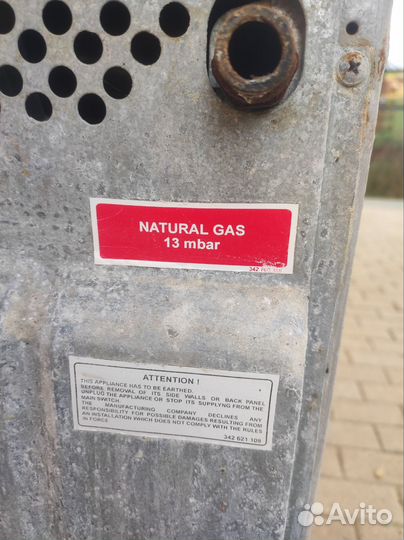 NATURAL GAS
13 mbar
342
ATTENTION !
THIS APPLIANCE HAS TO BE EARTHED.
BEFORE REMOVAL OF ITS SIDE WALLS OR BACK PANEL
UNPLUG THE APPLIANCE OR STOP ITS SUPPLYNG FROM THE
MAIN SWITCH.
THE MANUFACTURING COMPANY DECLINES ANY
RESPONSIBILITY FOR POSSIBLE DAMAGES RESULTING FROM
AN INSTALLATION WHICH DOES NOT COMPLY WITH THE RULES
IN FORCE
342 621 108
Avito